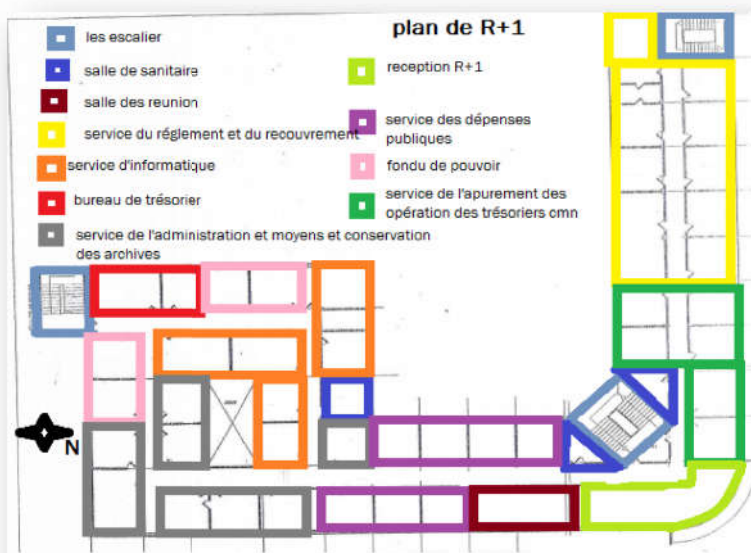 plan de R+1
les escalier
salle de sanitaire
salle des reunion
service du réglement et du recouvrement
service d'informatique
bureau de trésorier
service de l'administration et moyens et conservation
des archives
reception R+1
service des dépenses
publiques
fondu de pouvoir
service de l'apurement des
opération des trésoriers cmn
N